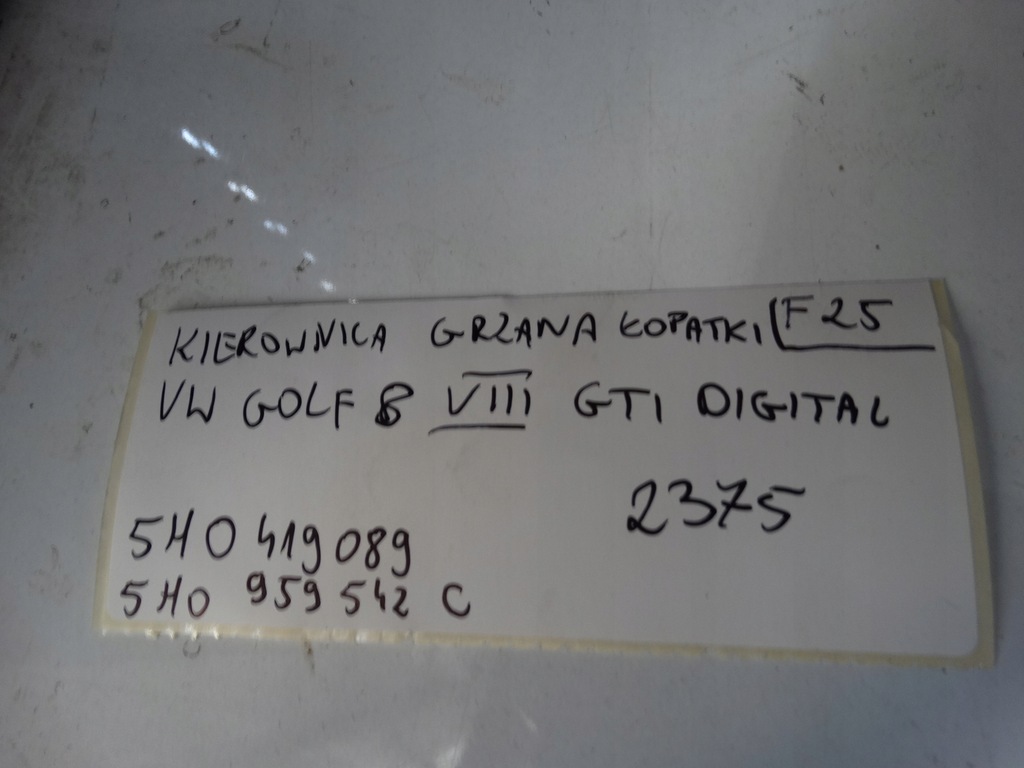 KIEROWNICA GRZANA ŁOPATKI F25
VW GOLF 8 VIII GTI DIGITAL
2375
5H0 419 089
5H0 959 542 C